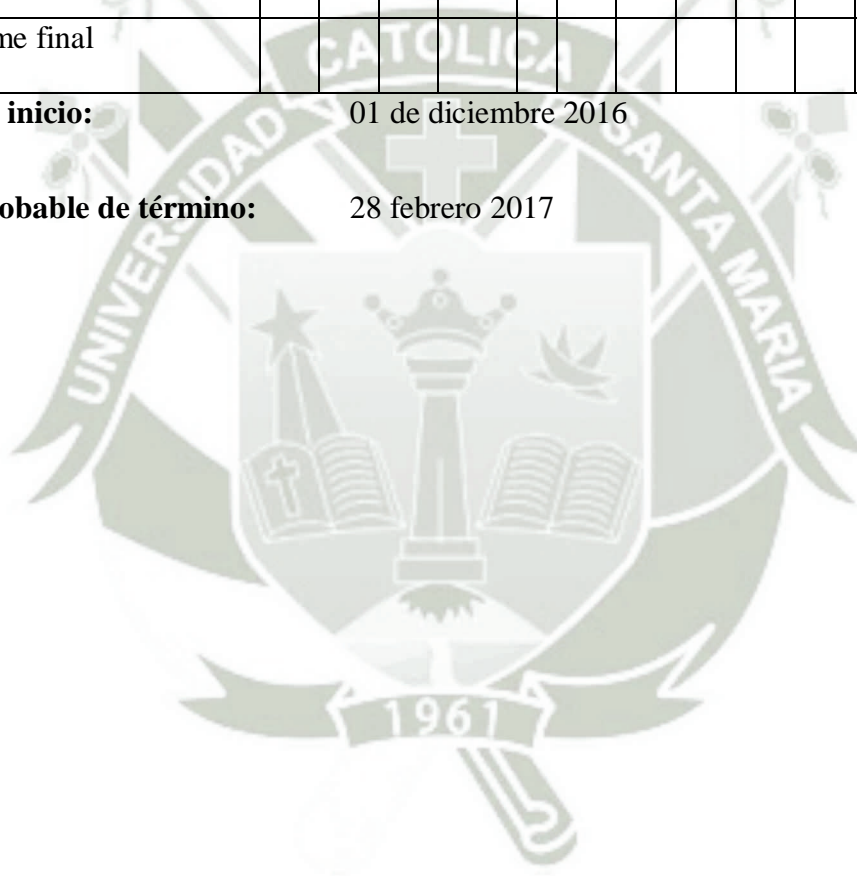 me final
inicio: 01 de diciembre 2016
obable de término: 28 febrero 2017
UNIVERSIDAD CATOLICA SANTA MARIA
1961